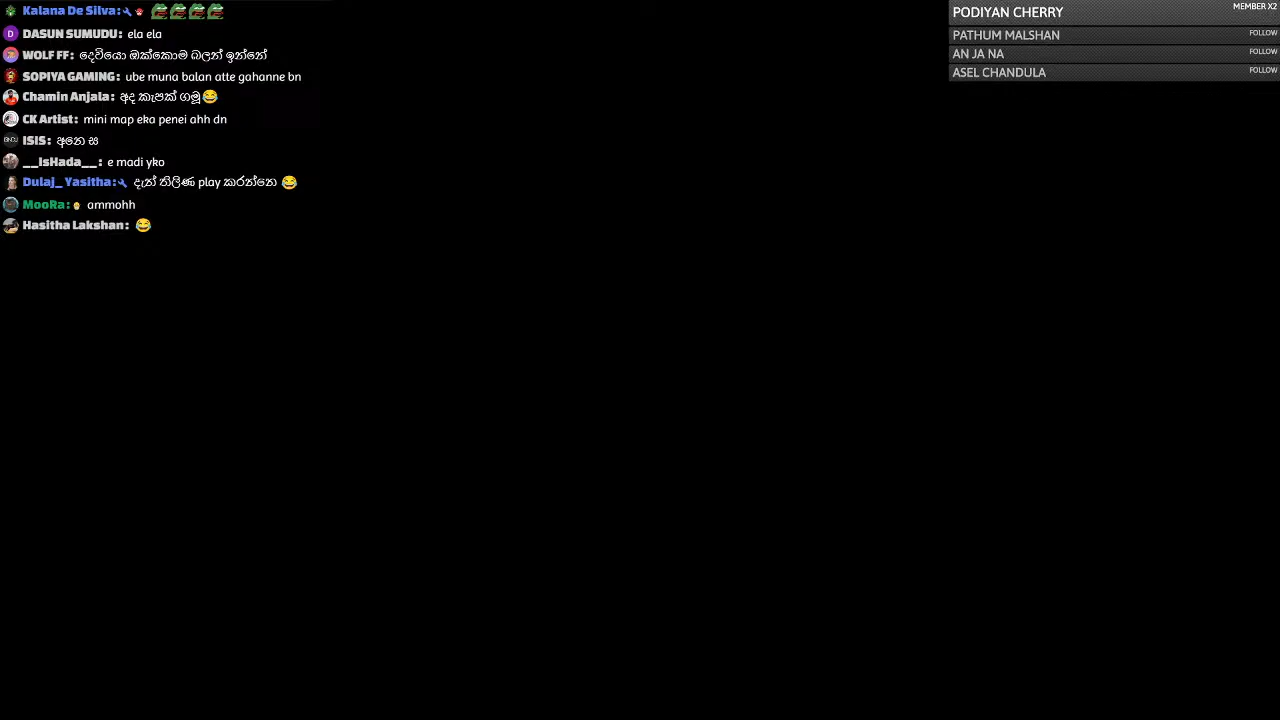 Kalana De Silva:
DASUN SUMUDU: ela ela
WOLF FF: දෙවියො ඔක්කොම බලන් ඉන්නේ
SOPIYA GAMING: ube muna balan atte gahanne bn
Chamin Anjala: අද කැපක් ගමූ😂
CK Artist: mini map eka penei ahh dn
ISIS: අනෙ ස
__IsHada__: e madi yko
Dulaj_Yasitha: දැන් තිලිණ play කරන්නෙ 😂
MooRa: ammohh
Hasitha Lakshan: 😂
PODIYAN CHERRY MEMBER X2
PATHUM MALSHAN FOLLOW
AN JA NA FOLLOW
ASEL CHANDULA FOLLOW